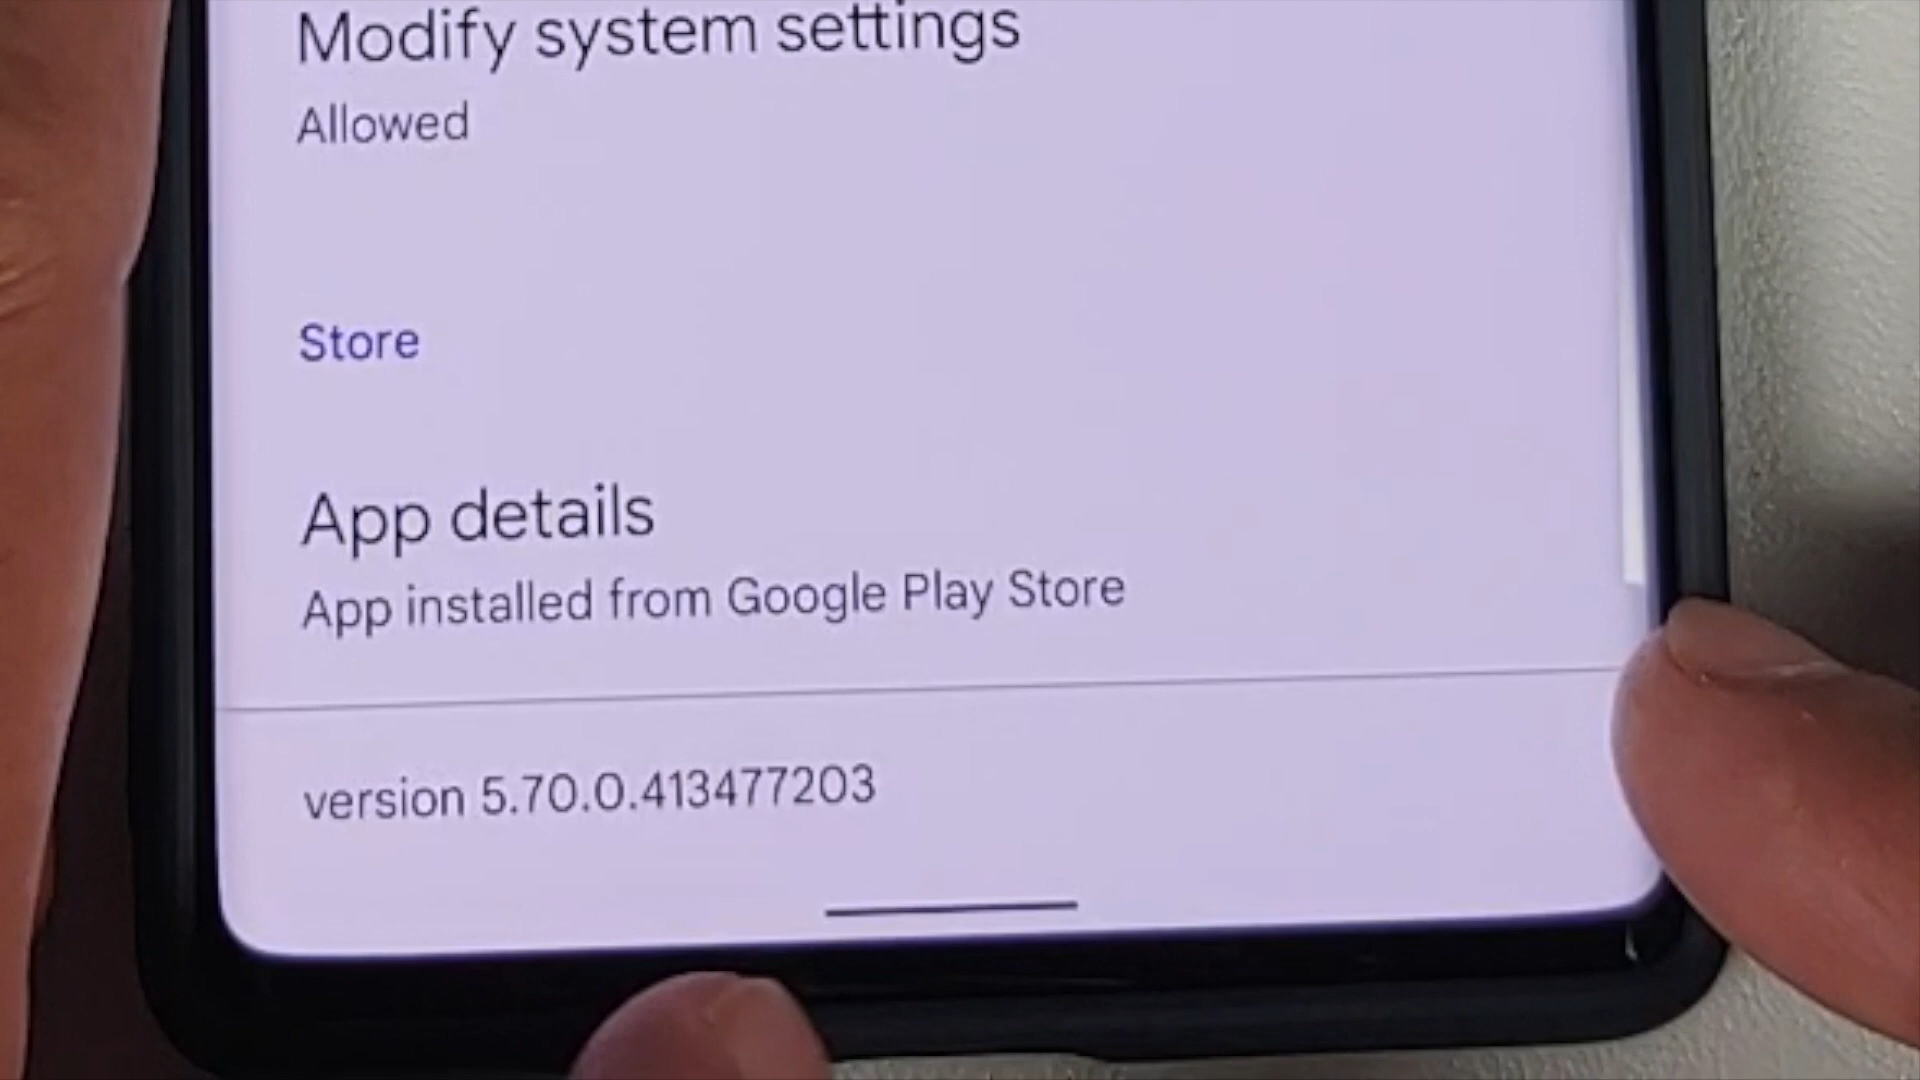 Modify system settings
Allowed
Store
App details
App installed from Google Play Store
version 5.70.0.413477203